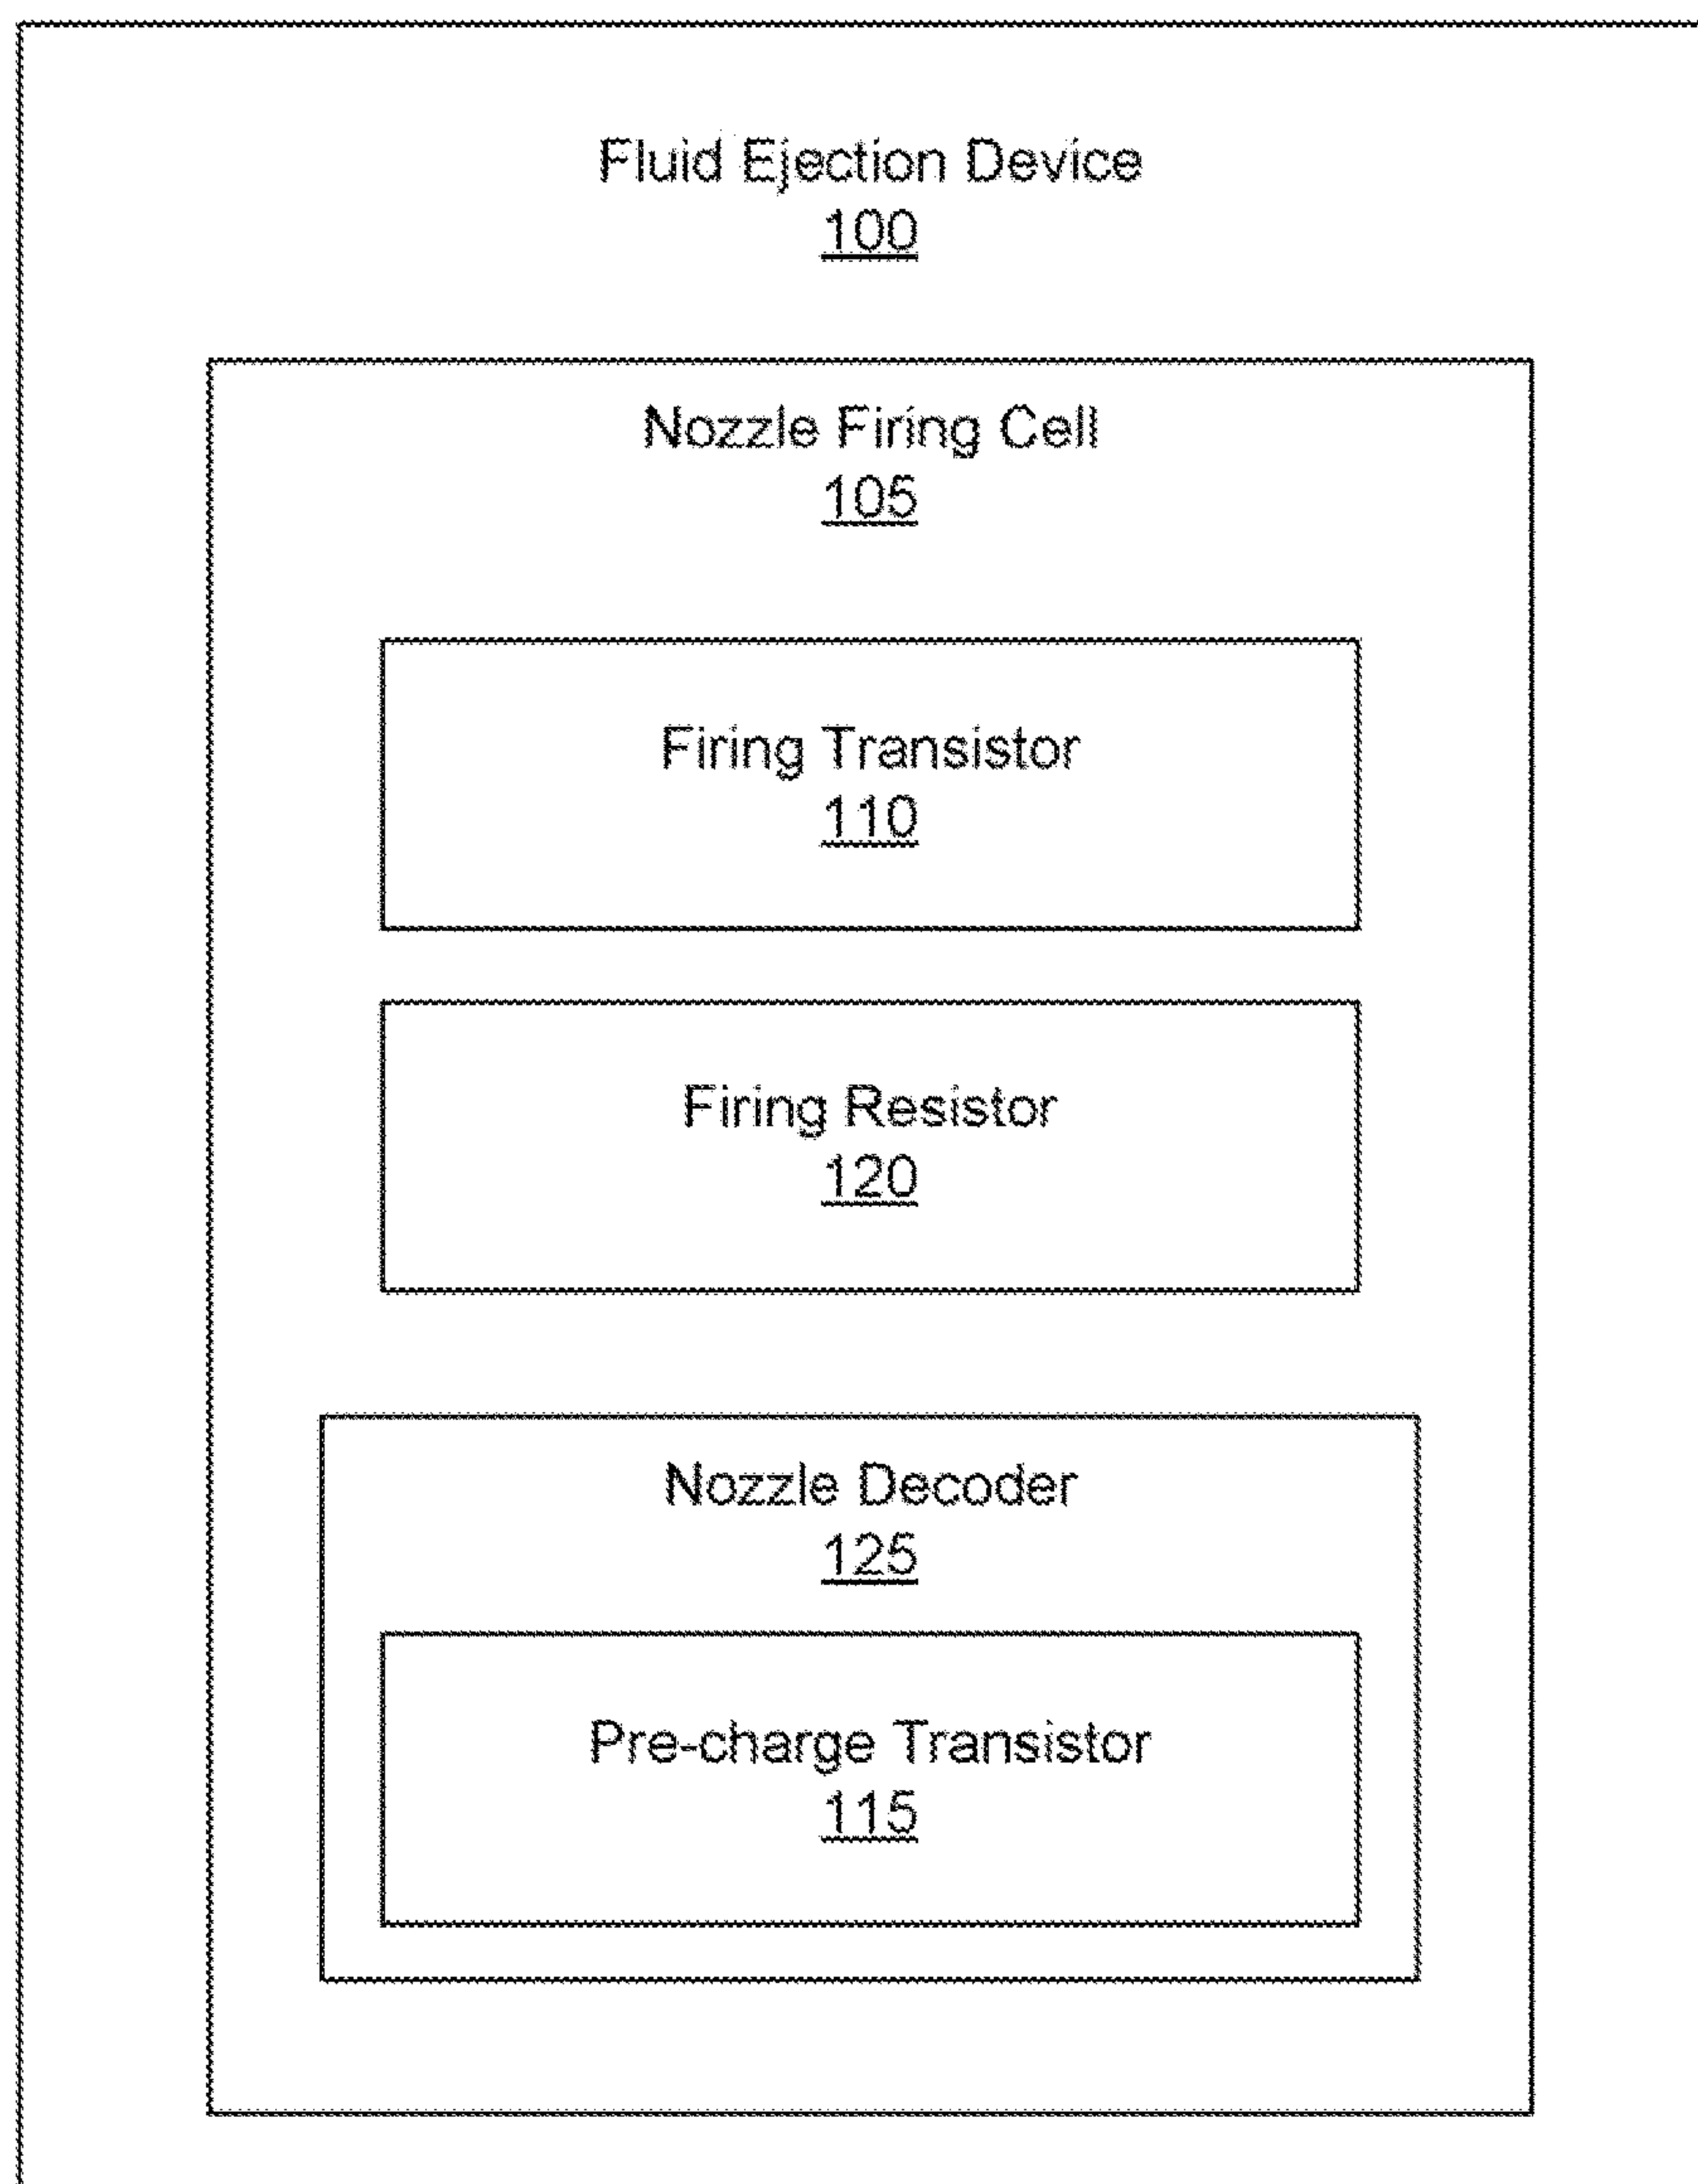 Fluid Ejection Device
100
Nozzle Firing Cell
105
Firing Transistor
110
Firing Resistor
120
Nozzle Decoder
125
Pre-charge Transistor
115